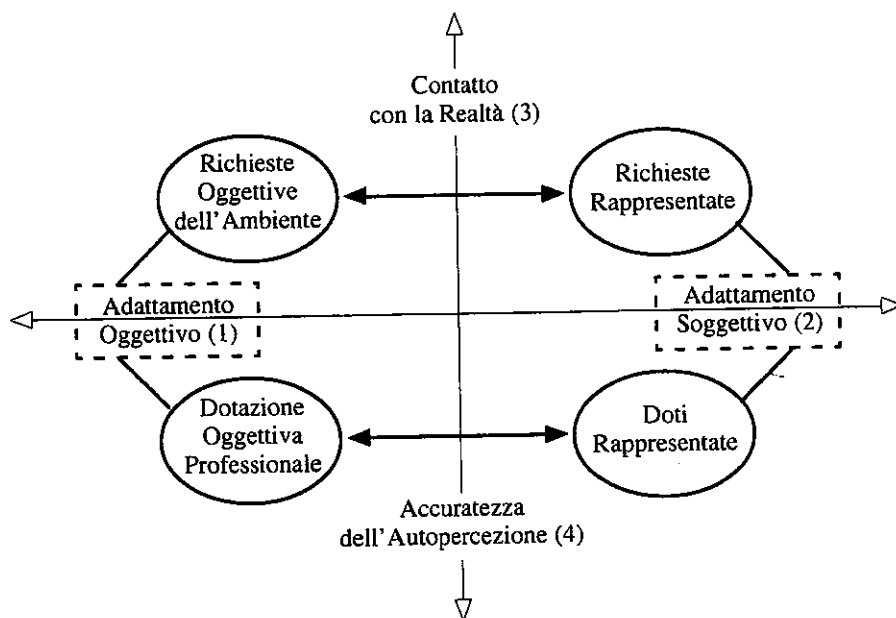 Contatto
con la Realtà (3)
Richieste
Oggettive
dell'Ambiente
Richieste
Rappresentate
Adattamento
Oggettivo (1)
Adattamento
Soggettivo (2)
Dotazione
Oggettiva
Professionale
Doti
Rappresentate
Accuratezza
dell'Autopercezione (4)